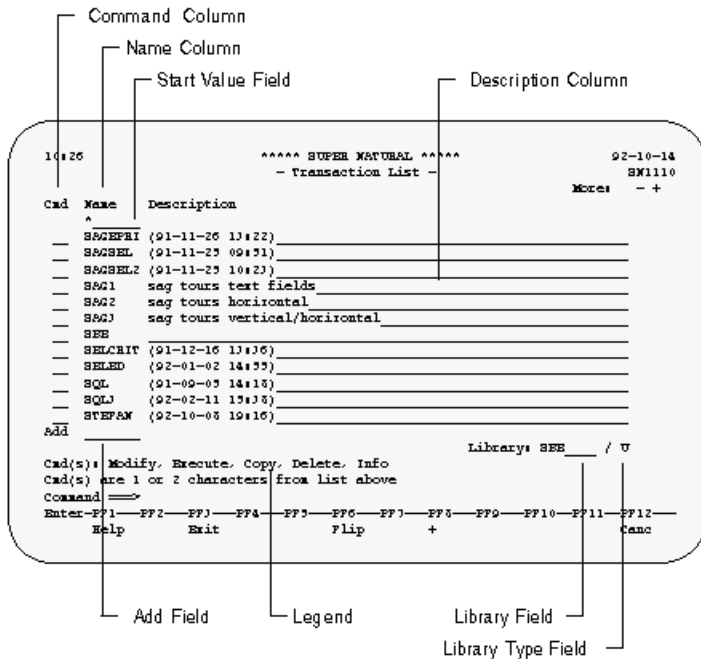 Command Column
Name Column
Start Value Field
Description Column
10:26 ***** SUPER NATURAL ***** 92-10-14
- Transaction List - SN1110
More: - +
Cmd Name Description
*
SAGEPRI (91-11-26 13:22)
SAGSEL (91-11-25 09:51)
SAGSEL2 (91-11-25 10:23)
SAG1 sag tours text fields
SAG2 sag tours horizontal
SAG3 sag tours vertical/horizontal
SEE
SELCRIT (91-12-16 13:36)
SELED (92-01-02 14:55)
SQL (91-09-05 14:18)
SQL3 (92-02-11 15:38)
STEFAN (92-10-08 19:16)
Add
Library: SEE / U
Cmd(s): Modify, Execute, Copy, Delete, Info
Cmd(s) are 1 or 2 characters from list above
Command ==>
Enter-PF1---PF2---PF3---PF4---PF5---PF6---PF7---PF8---PF9---PF10--PF11--PF12---
Help Exit Flip + Canc
Add Field
Legend
Library Field
Library Type Field